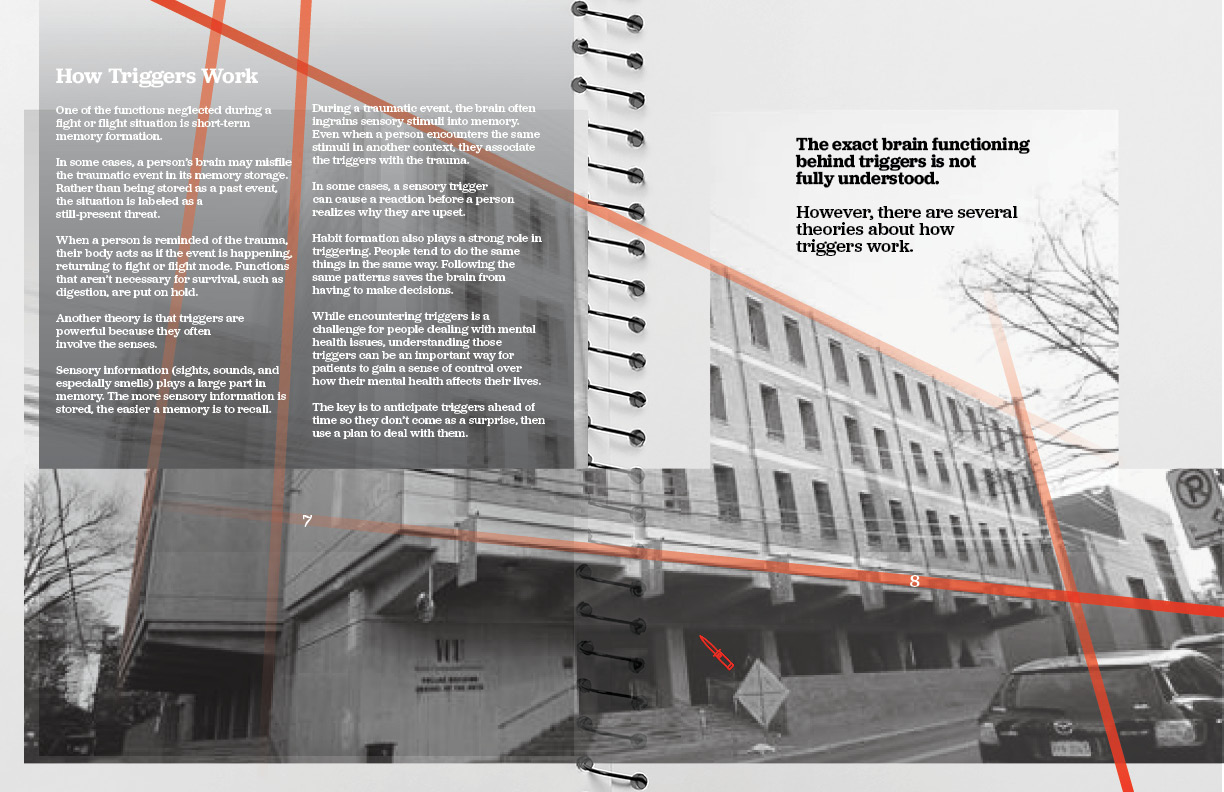 How Triggers Work
One of the functions neglected during a
fight or flight situation is short-term
memory formation.
In some cases, a person's brain may misfile
the traumatic event in its memory storage.
Rather than being stored as a past event,
the situation is labeled as a
still-present threat.
When a person is reminded of the trauma,
their body acts as if the event is happening,
returning to fight or flight mode. Functions
that aren't necessary for survival, such as
digestion, are put on hold.
Another theory is that triggers are
powerful because they often
involve the senses.
Sensory information (sights, sounds, and
especially smells) plays a large part in
memory. The more sensory information is
stored, the easier a memory is to recall.
During a traumatic event, the brain often
ingrains sensory stimuli into memory.
Even when a person encounters the same
stimuli in another context, they associate
the triggers with the trauma.
In some cases, a sensory trigger
can cause a reaction before a person
realizes why they are upset.
Habit formation also plays a strong role in
triggering. People tend to do the same
things in the same way. Following the
same patterns saves the brain from
having to make decisions.
While encountering triggers is a
challenge for people dealing with mental
health issues, understanding those
triggers can be an important way for
patients to gain a sense of control over
how their mental health affects their lives.
The key is to anticipate triggers ahead of
time so they don't come as a surprise, then
use a plan to deal with them.
7
The exact brain functioning
behind triggers is not
fully understood.
However, there are several
theories about how
triggers work.
8
P
VCU
SCHOOL OF THE ARTS